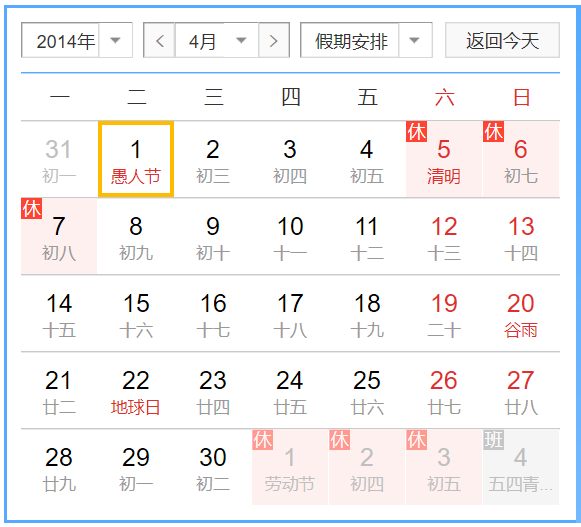 2014年 4月 假期安排 返回今天
一 二 三 四 五 六 日
休 休
31 1 2 3 4 5 6
初一 愚人节 初三 初四 初五 清明 初七
休
7 8 9 10 11 12 13
初八 初九 初十 十一 十二 十三 十四
14 15 16 17 18 19 20
十五 十六 十七 十八 十九 二十 谷雨
21 22 23 24 25 26 27
廿二 地球日 廿四 廿五 廿六 廿七 廿八
休 休 休 班
28 29 30 1 2 3 4
廿九 初一 初二 劳动节 初四 初五 五四青...